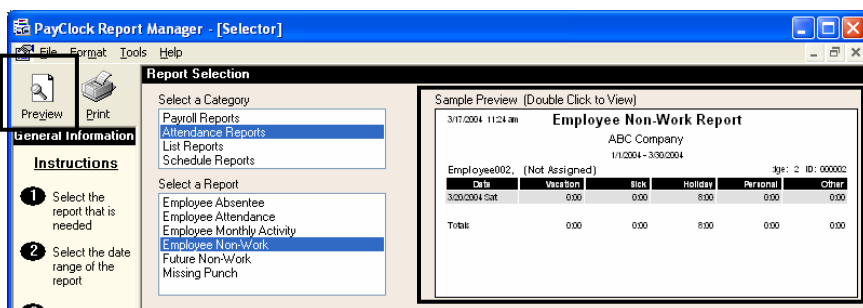 PayClock Report Manager - [Selector]
File Format Tools Help
Preview Print
General Information
Instructions
1 Select the
report that is
needed
2 Select the date
range of the
report
Report Selection
Select a Category
Payroll Reports
Attendance Reports
List Reports
Schedule Reports
Select a Report
Employee Absentee
Employee Attendance
Employee Monthly Activity
Employee Non-Work
Future Non-Work
Missing Punch
Sample Preview (Double Click to View)
3/17/2004 11:24 am Employee Non-Work Report
ABC Company
1/1/2004 - 3/30/2004
Employee002, (Not Assigned) 2 ID: 000002
Date Vacation Sick Holiday Personal Other
3/20/2004 Sat 0:00 0:00 8:00 0:00 0:00
Totals 0:00 0:00 8:00 0:00 0:00